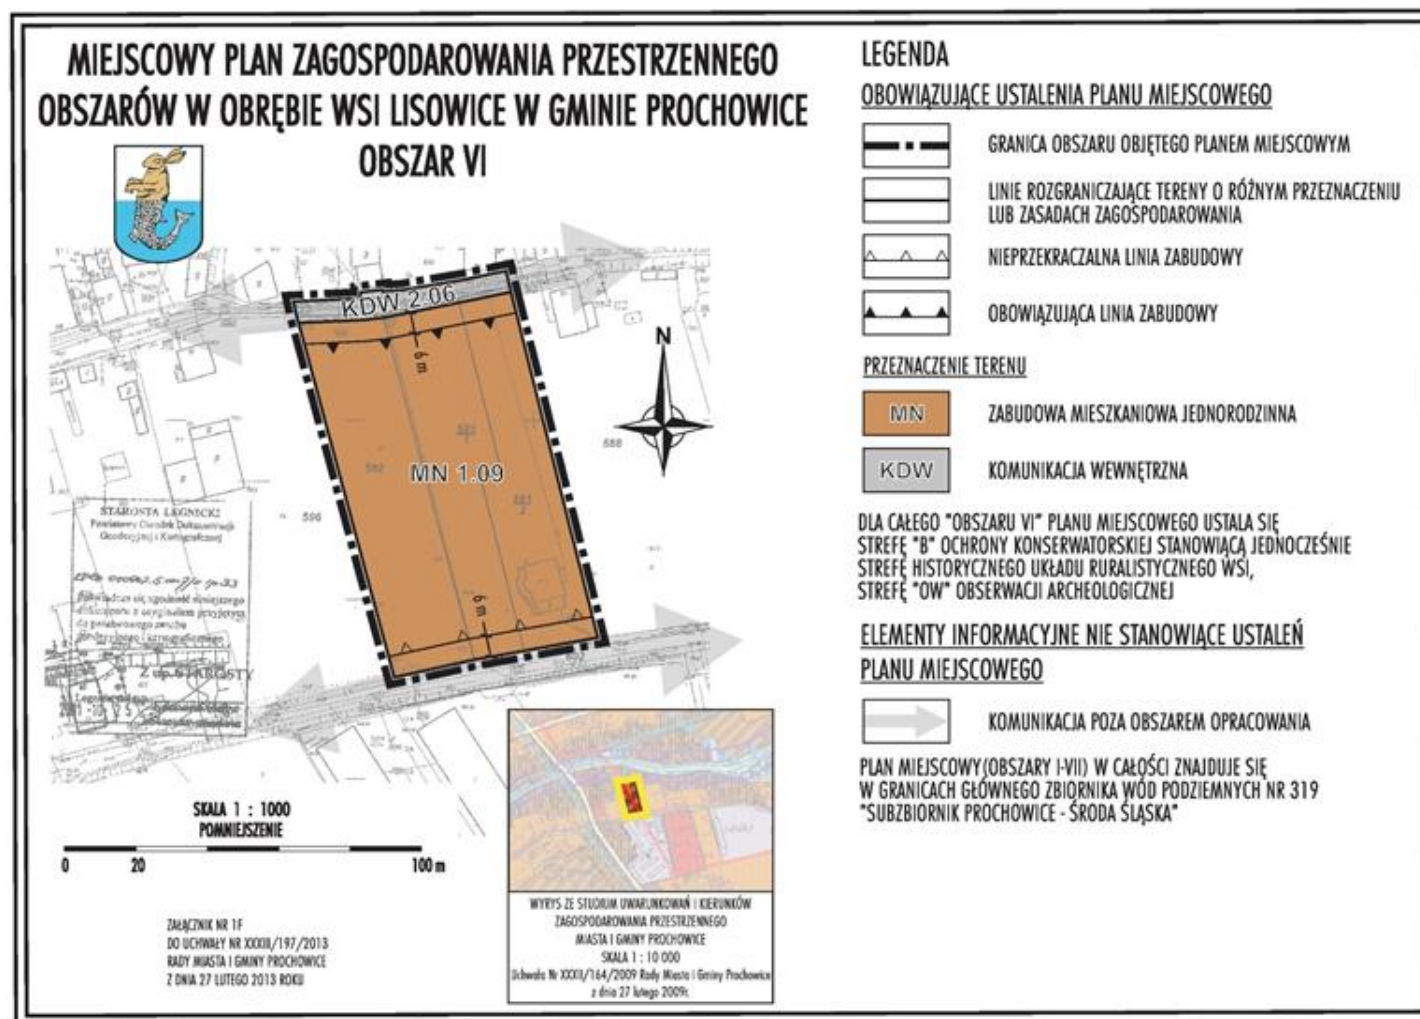 MIEJSCOWY PLAN ZAGOSPODAROWANIA PRZESTRZENNEGO
OBSZARÓW W OBRĘBIE WSI LISOWICE W GMINIE PROCHOWICE
OBSZAR VI
KDW 2.06
6 m
N
588
582
MN 1.09
596
STAROSTA LEGNICKI
Powiatowy Ośrodek Dokumentacji
Geodezyjnej i Kartograficznej
6 m
Z up. STAROSTY
SKALA 1 : 1000
POMNIEJSZENIE
0 20 100 m
ZAŁĄCZNIK NR 1F
DO UCHWAŁY NR XXXIII/197/2013
RADY MIASTA I GMINY PROCHOWICE
Z DNIA 27 LUTEGO 2013 ROKU
WYRYS ZE STUDIUM UWARUNKOWAŃ I KIERUNKÓW
ZAGOSPODAROWANIA PRZESTRZENNEGO
MIASTA I GMINY PROCHOWICE
SKALA 1 : 10 000
Uchwała Nr XXXII/164/2009 Rady Miasta i Gminy Prochowice
z dnia 27 lutego 2009r.
LEGENDA
OBOWIĄZUJĄCE USTALENIA PLANU MIEJSCOWEGO
GRANICA OBSZARU OBJĘTEGO PLANEM MIEJSCOWYM
LINIE ROZGRANICZAJĄCE TERENY O RÓŻNYM PRZEZNACZENIU
LUB ZASADACH ZAGOSPODAROWANIA
NIEPRZEKRACZALNA LINIA ZABUDOWY
OBOWIĄZUJĄCA LINIA ZABUDOWY
PRZEZNACZENIE TERENU
MN ZABUDOWA MIESZKANIOWA JEDNORODZINNA
KDW KOMUNIKACJA WEWNĘTRZNA
DLA CAŁEGO "OBSZARU VI" PLANU MIEJSCOWEGO USTALA SIĘ
STREFĘ "B" OCHRONY KONSERWATORSKIEJ STANOWIĄCĄ JEDNOCZEŚNIE
STREFĘ HISTORYCZNEGO UKŁADU RURALISTYCZNEGO WSI,
STREFĘ "OW" OBSERWACJI ARCHEOLOGICZNEJ
ELEMENTY INFORMACYJNE NIE STANOWIĄCE USTALEŃ
PLANU MIEJSCOWEGO
KOMUNIKACJA POZA OBSZAREM OPRACOWANIA
PLAN MIEJSCOWY(OBSZARY I-VII) W CAŁOŚCI ZNAJDUJE SIĘ
W GRANICACH GŁÓWNEGO ZBIORNIKA WÓD PODZIEMNYCH NR 319
"SUBZBIORNIK PROCHOWICE - ŚRODA ŚLĄSKA"